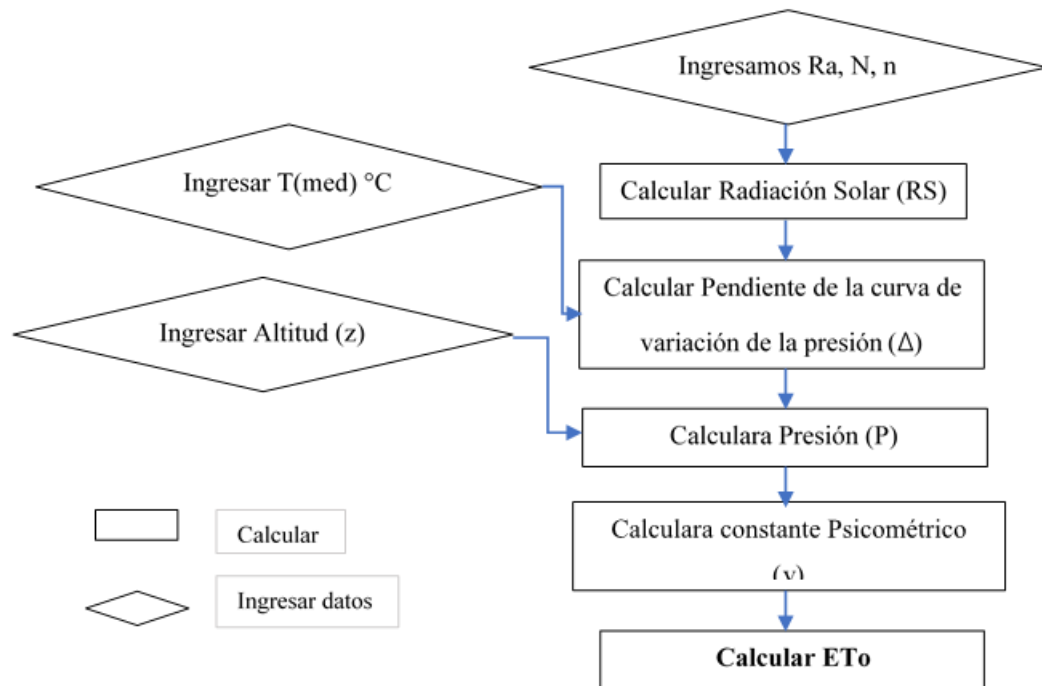 Ingresamos Ra, N, n
Ingresar T(med) °C
Calcular Radiación Solar (RS)
Calcular Pendiente de la curva de
variación de la presión (Δ)
Ingresar Altitud (z)
Calculara Presión (P)
Calculara constante Psicométrico
(γ)
Calcular ETo
Calcular
Ingresar datos